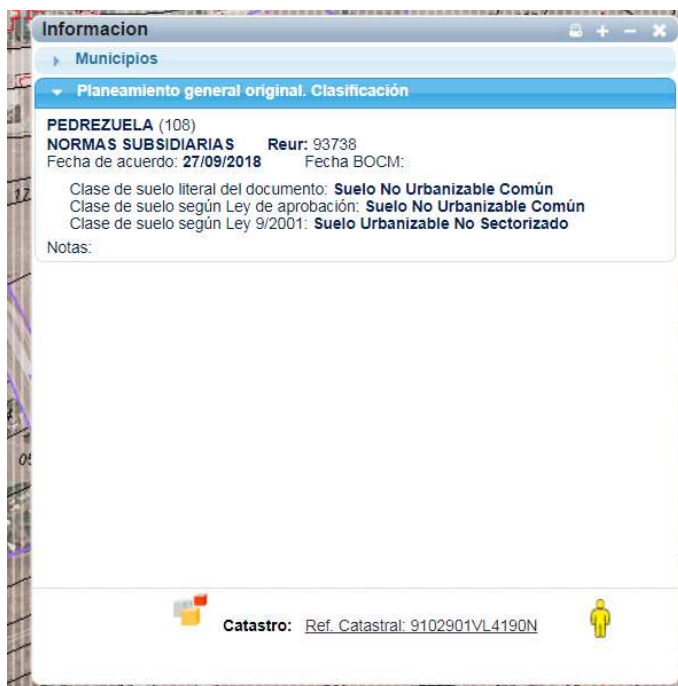 Informacion
Municipios
Planeamiento general original. Clasificación
PEDREZUELA (108)
NORMAS SUBSIDIARIAS Reur: 93738
Fecha de acuerdo: 27/09/2018 Fecha BOCM:
Clase de suelo literal del documento: Suelo No Urbanizable Común
Clase de suelo según Ley de aprobación: Suelo No Urbanizable Común
Clase de suelo según Ley 9/2001: Suelo Urbanizable No Sectorizado
Notas:
Catastro: Ref. Catastral: 9102901VL4190N